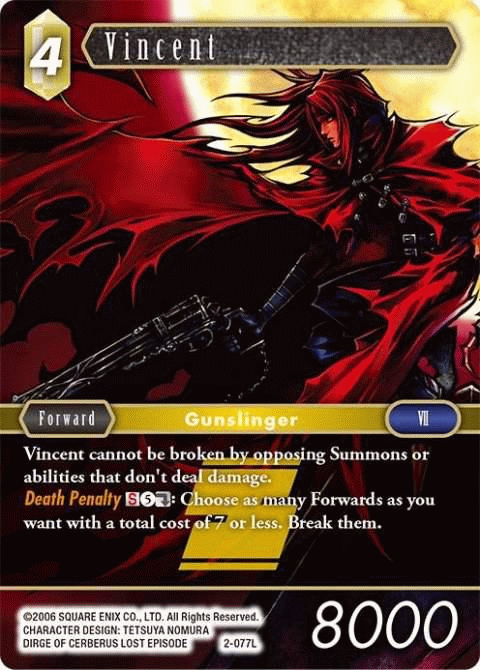 4
Vincent
Forward
Gunslinger
VII
Vincent cannot be broken by opposing Summons or
abilities that don't deal damage.
Death Penalty S5: Choose as many Forwards as you
want with a total cost of 7 or less. Break them.
©2006 SQUARE ENIX CO., LTD. All Rights Reserved.
CHARACTER DESIGN: TETSUYA NOMURA
DIRGE OF CERBERUS LOST EPISODE
2-077L
8000